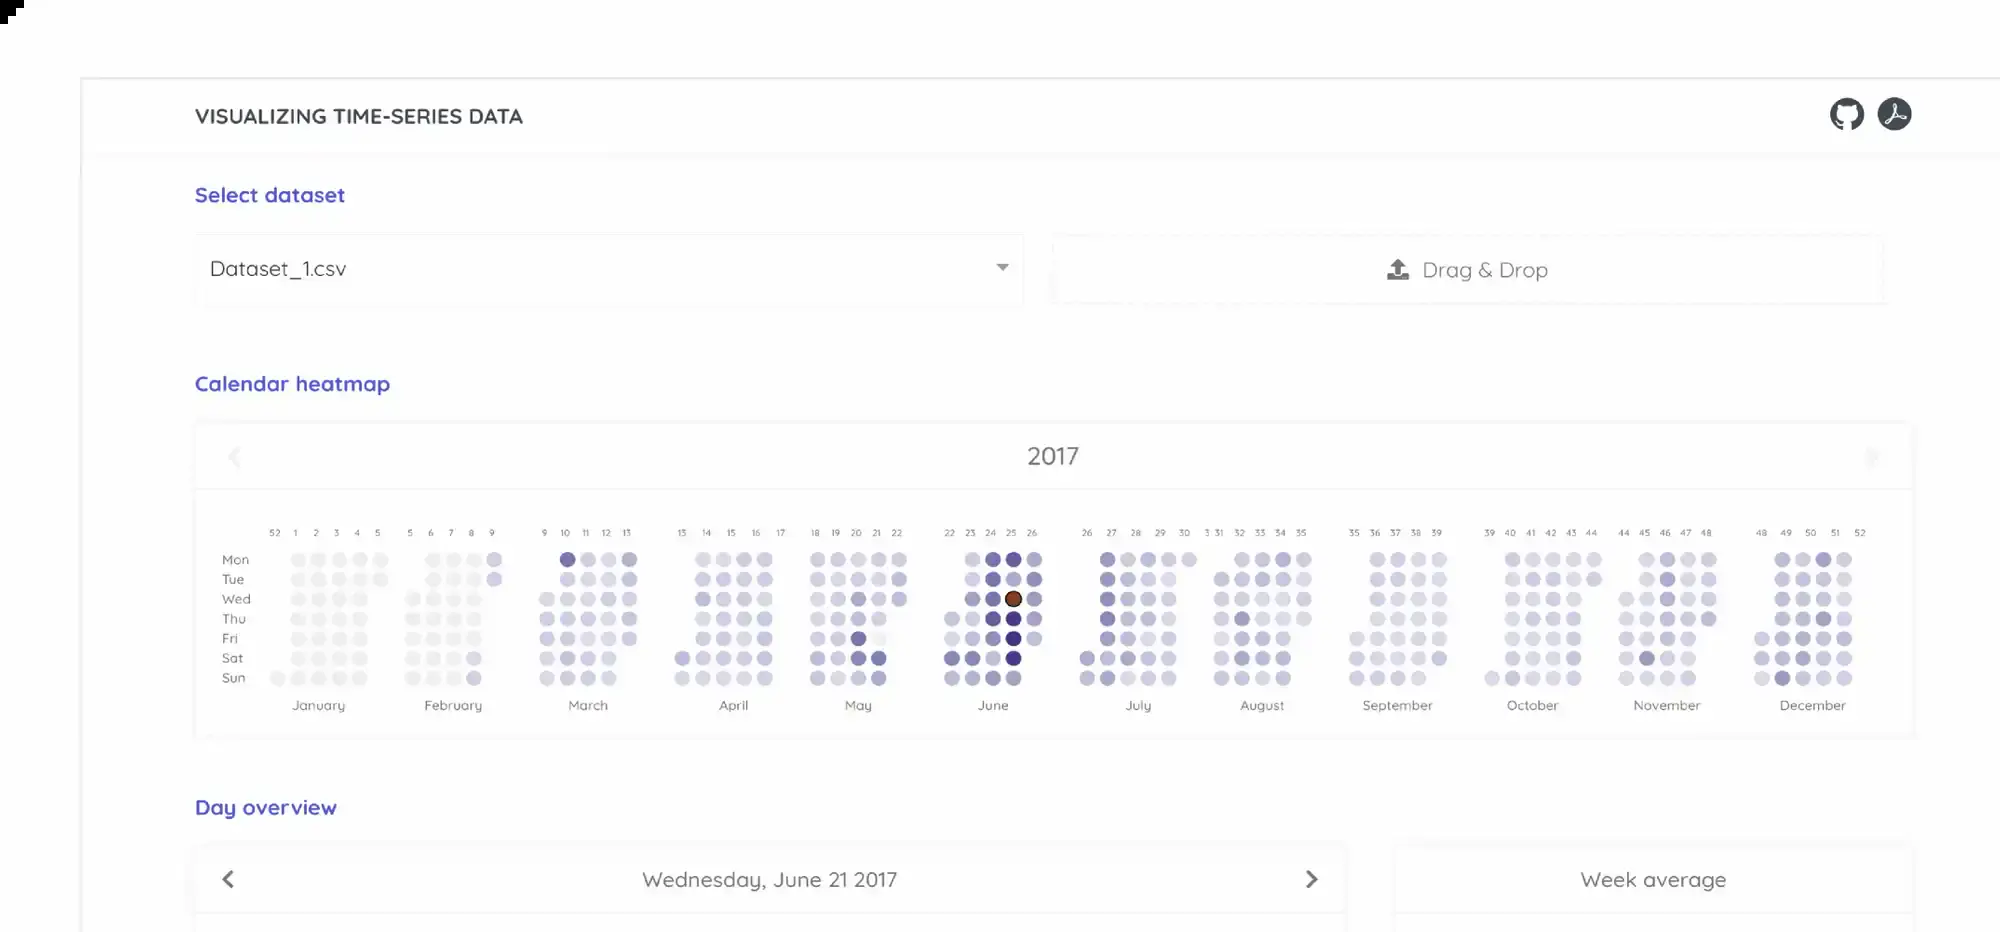 VISUALIZING TIME-SERIES DATA
Select dataset
Dataset_1.csv
Drag & Drop
Calendar heatmap
2017
52 1 2 3 4 5 5 6 7 8 9 9 10 11 12 13 13 14 15 16 17 18 19 20 21 22 22 23 24 25 26 26 27 28 29 30 3 31 32 33 34 35 35 36 37 38 39 39 40 41 42 43 44 44 45 46 47 48 48 49 50 51 52
Mon
Tue
Wed
Thu
Fri
Sat
Sun
January February March April May June July August September October November December
Day overview
Wednesday, June 21 2017
Week average